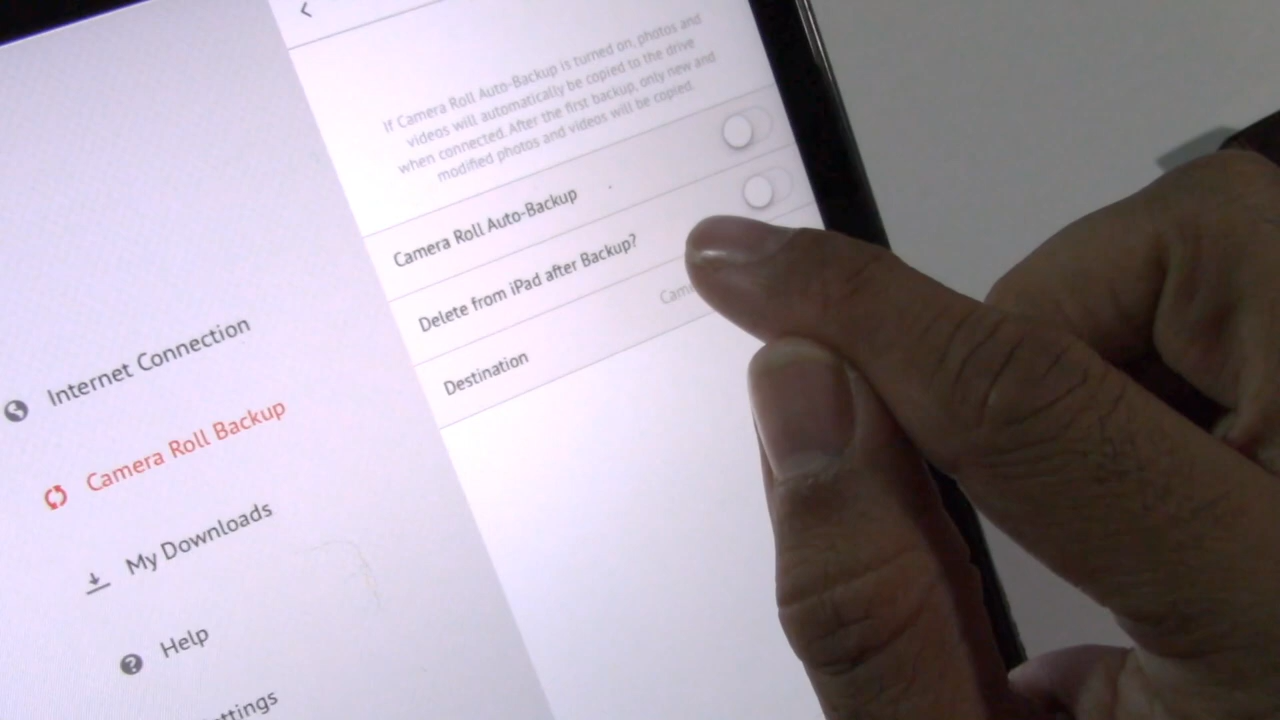 If Camera Roll Auto-Backup is turned on, photos and
videos will automatically be copied to the drive
when connected. After the first backup, only new and
modified photos and videos will be copied.
Camera Roll Auto-Backup
Delete from iPad after Backup?
Destination
Internet Connection
Camera Roll Backup
My Downloads
Help